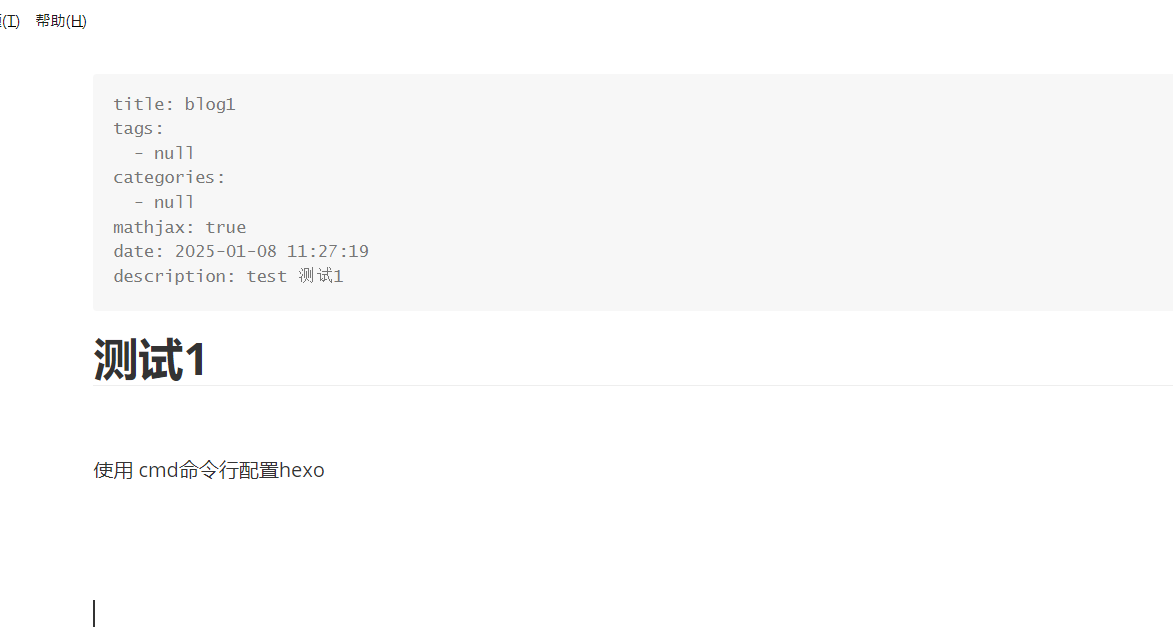 (T) 帮助(H)
title: blog1
tags:
  - null
categories:
  - null
mathjax: true
date: 2025-01-08 11:27:19
description: test 测试1
测试1
使用 cmd命令行配置hexo